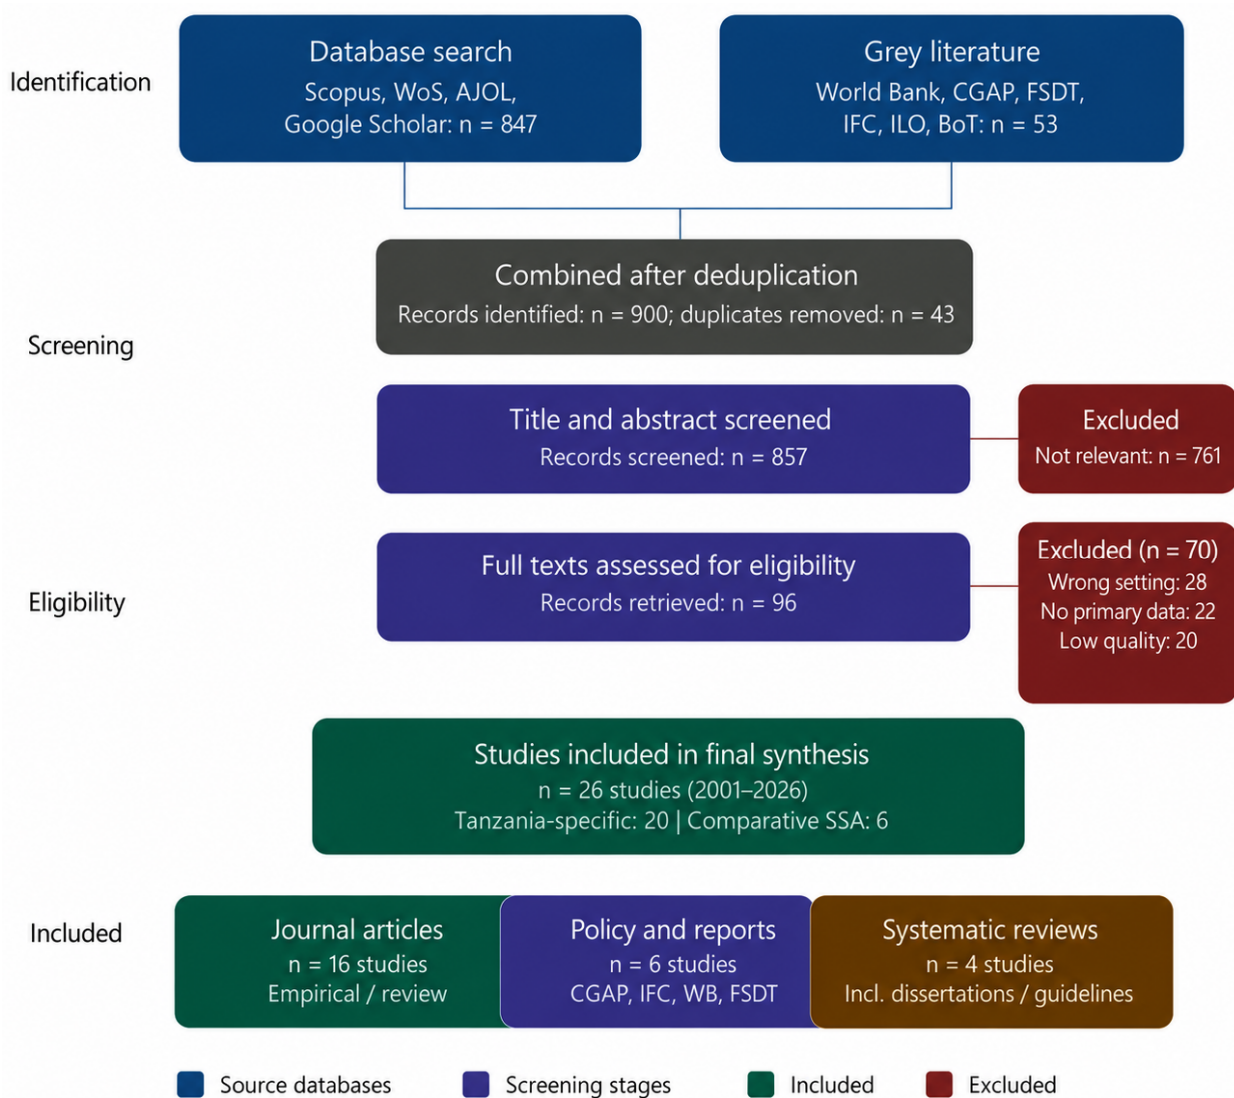 Identification
Database search
Scopus, WoS, AJOL,
Google Scholar: n = 847
Grey literature
World Bank, CGAP, FSDT,
IFC, ILO, BoT: n = 53
Combined after deduplication
Records identified: n = 900; duplicates removed: n = 43
Screening
Title and abstract screened
Records screened: n = 857
Excluded
Not relevant: n = 761
Eligibility
Full texts assessed for eligibility
Records retrieved: n = 96
Excluded (n = 70)
Wrong setting: 28
No primary data: 22
Low quality: 20
Studies included in final synthesis
n = 26 studies (2001–2026)
Tanzania-specific: 20 | Comparative SSA: 6
Included
Journal articles
n = 16 studies
Empirical / review
Policy and reports
n = 6 studies
CGAP, IFC, WB, FSDT
Systematic reviews
n = 4 studies
Incl. dissertations / guidelines
Source databases
Screening stages
Included
Excluded